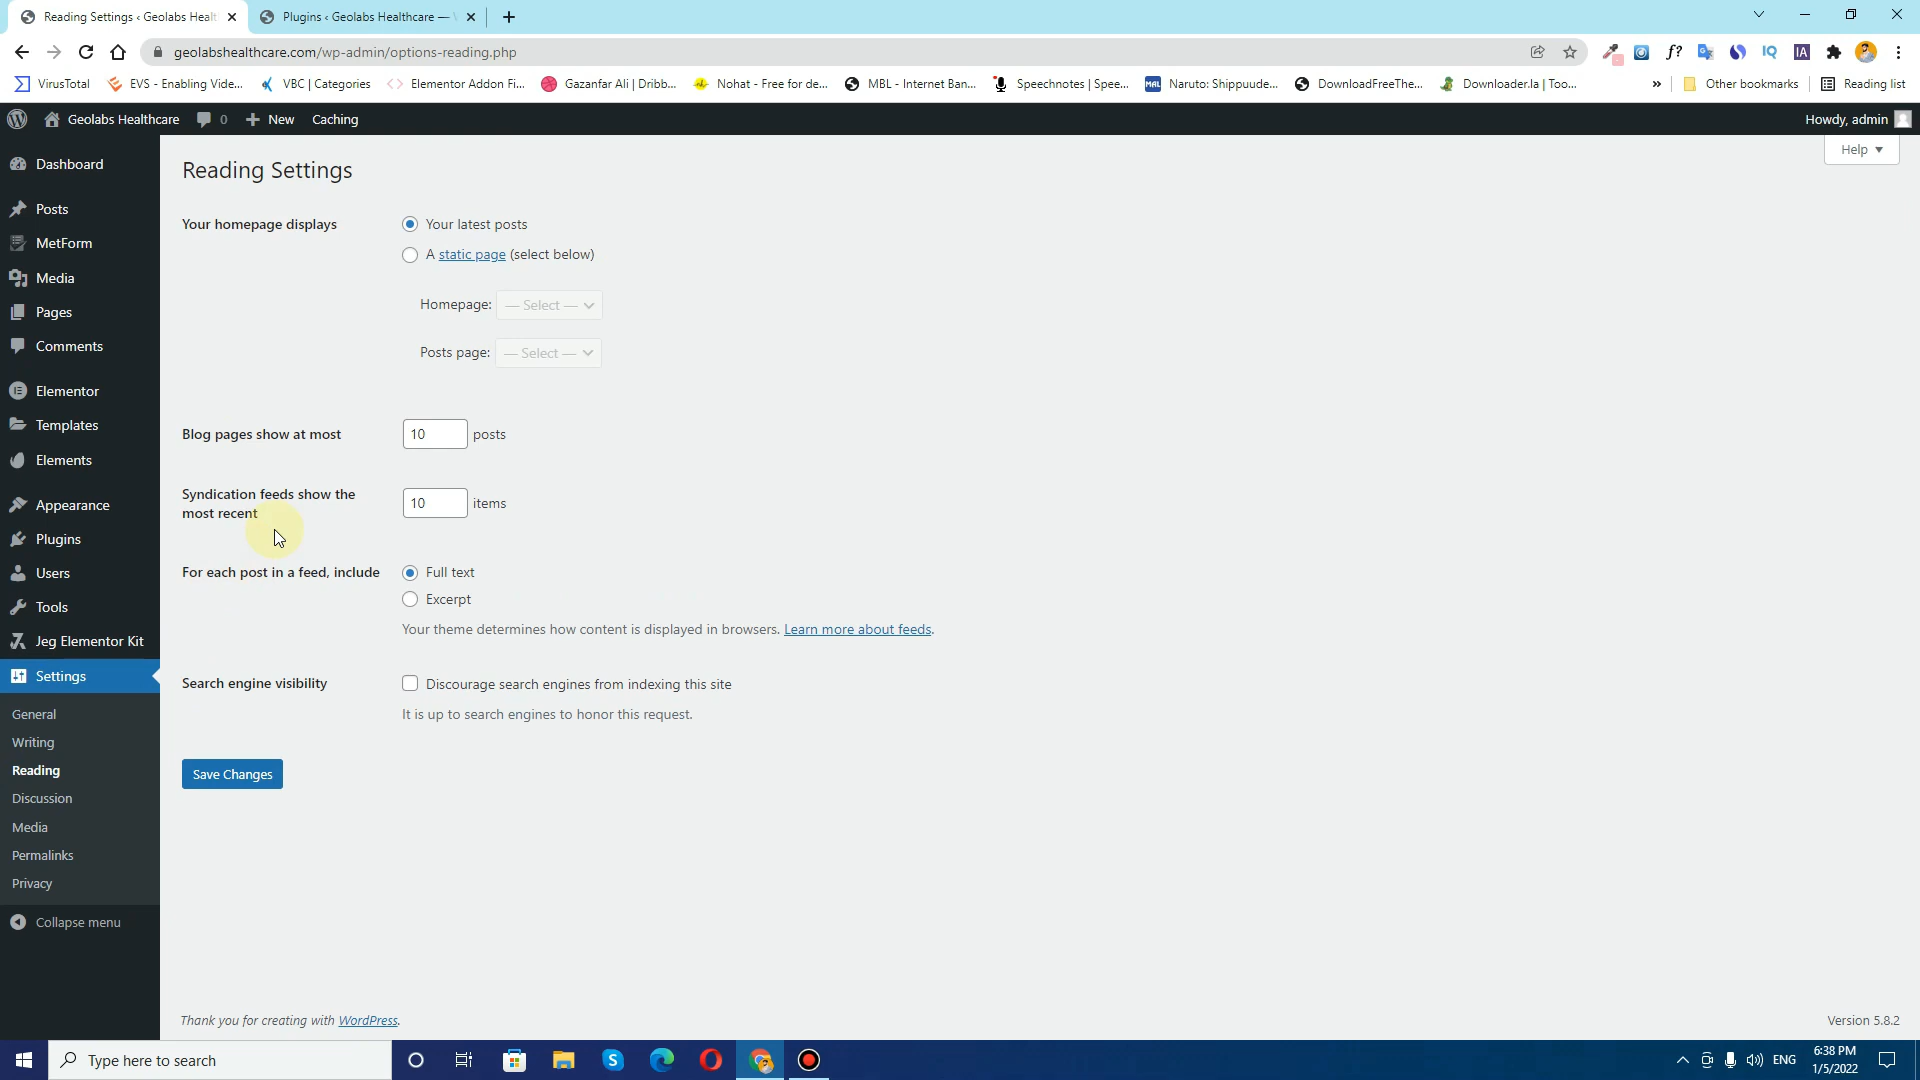 Reading Settings ‹ Geolabs Healt
Plugins ‹ Geolabs Healthcare —
geolabshealthcare.com/wp-admin/options-reading.php
VirusTotal
EVS - Enabling Vide...
VBC | Categories
Elementor Addon Fi...
Gazanfar Ali | Dribb...
Nohat - Free for de...
MBL - Internet Ban...
Speechnotes | Spee...
Naruto: Shippuude...
DownloadFreeThe...
Downloader.la | Too...
»
Other bookmarks
Reading list
Geolabs Healthcare
0
New
Caching
Howdy, admin
Help
Dashboard
Posts
MetForm
Media
Pages
Comments
Elementor
Templates
Elements
Appearance
Plugins
Users
Tools
Jeg Elementor Kit
Settings
General
Writing
Reading
Discussion
Media
Permalinks
Privacy
Collapse menu
Reading Settings
Your homepage displays
Your latest posts
A static page (select below)
Homepage: — Select —
Posts page: — Select —
Blog pages show at most
10 posts
Syndication feeds show the
most recent
10 items
For each post in a feed, include
Full text
Excerpt
Your theme determines how content is displayed in browsers. Learn more about feeds.
Search engine visibility
Discourage search engines from indexing this site
It is up to search engines to honor this request.
Save Changes
Thank you for creating with WordPress.
Version 5.8.2
Type here to search
ENG
6:38 PM
1/5/2022